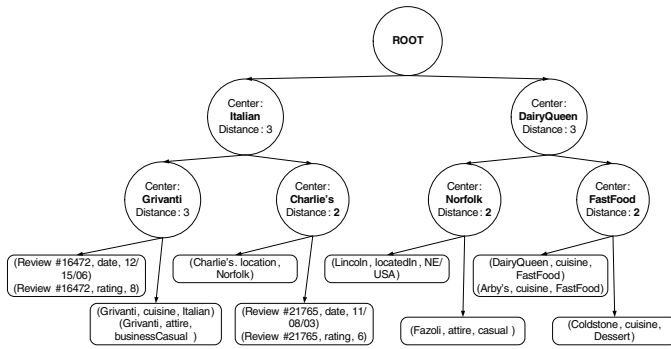 ROOT
Center:
Italian
Distance: 3
Center:
DairyQueen
Distance: 3
Center:
Grivanti
Distance: 3
Center:
Charlie's
Distance: 2
Center:
Norfolk
Distance: 2
Center:
FastFood
Distance: 2
(Review #16472, date, 12/
15/06)
(Review #16472, rating, 8)
(Charlie's. location,
Norfolk)
(Lincoln, locatedIn, NE/
USA)
(DairyQueen, cuisine,
FastFood)
(Arby's, cuisine, FastFood)
(Grivanti, cuisine, Italian)
(Grivanti, attire,
businessCasual )
(Review #21765, date, 11/
08/03)
(Review #21765, rating, 6)
(Fazoli, attire, casual )
(Coldstone, cuisine,
Dessert)